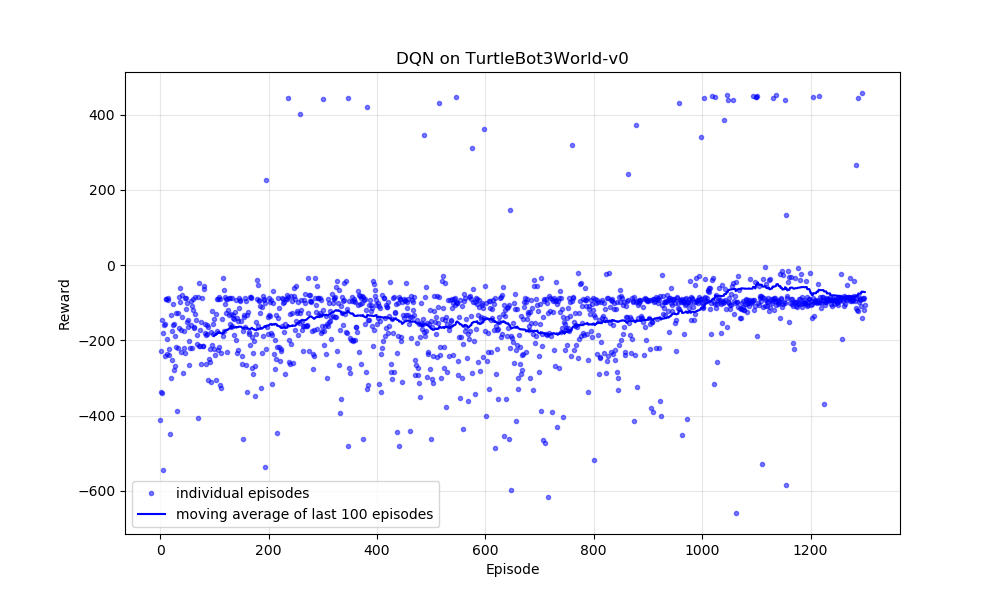 DQN on TurtleBot3World-v0
400
200
0
−200
−400
−600
Reward
individual episodes
moving average of last 100 episodes
0
200
400
600
800
1000
1200
Episode